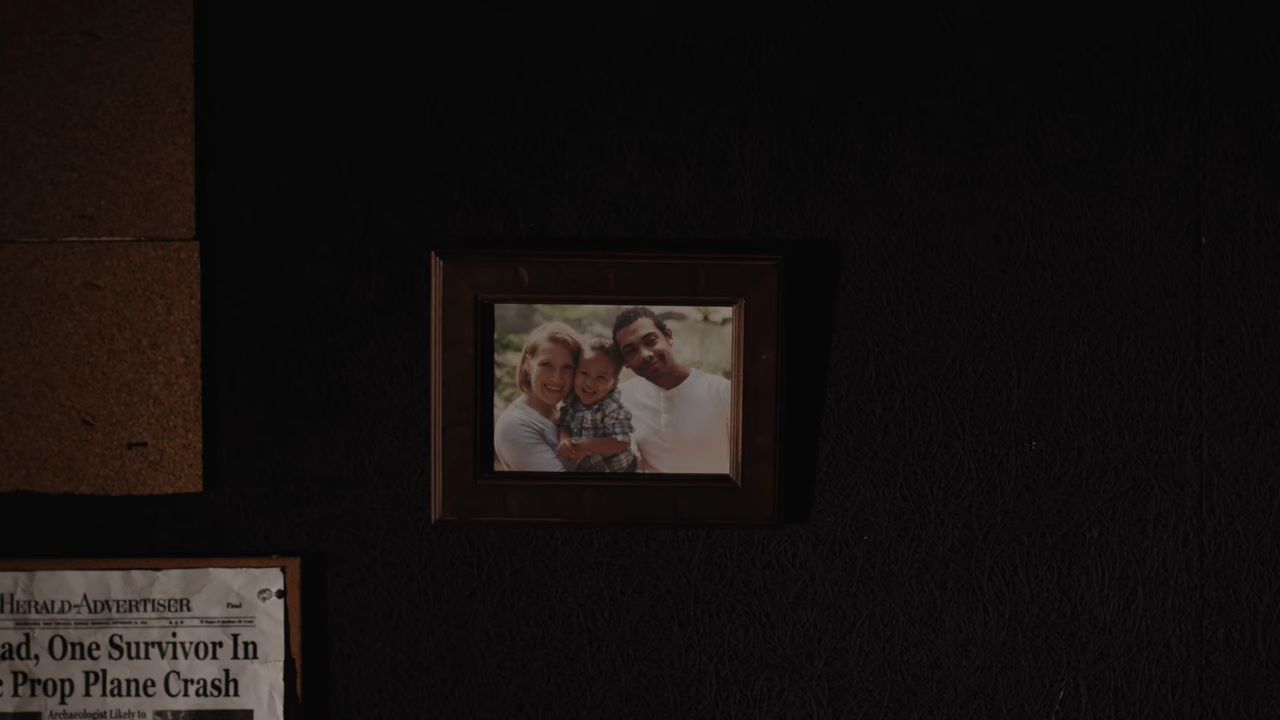 HERALD-ADVERTISER
Final
ad, One Survivor In
c Prop Plane Crash
Archaeologist Likely to